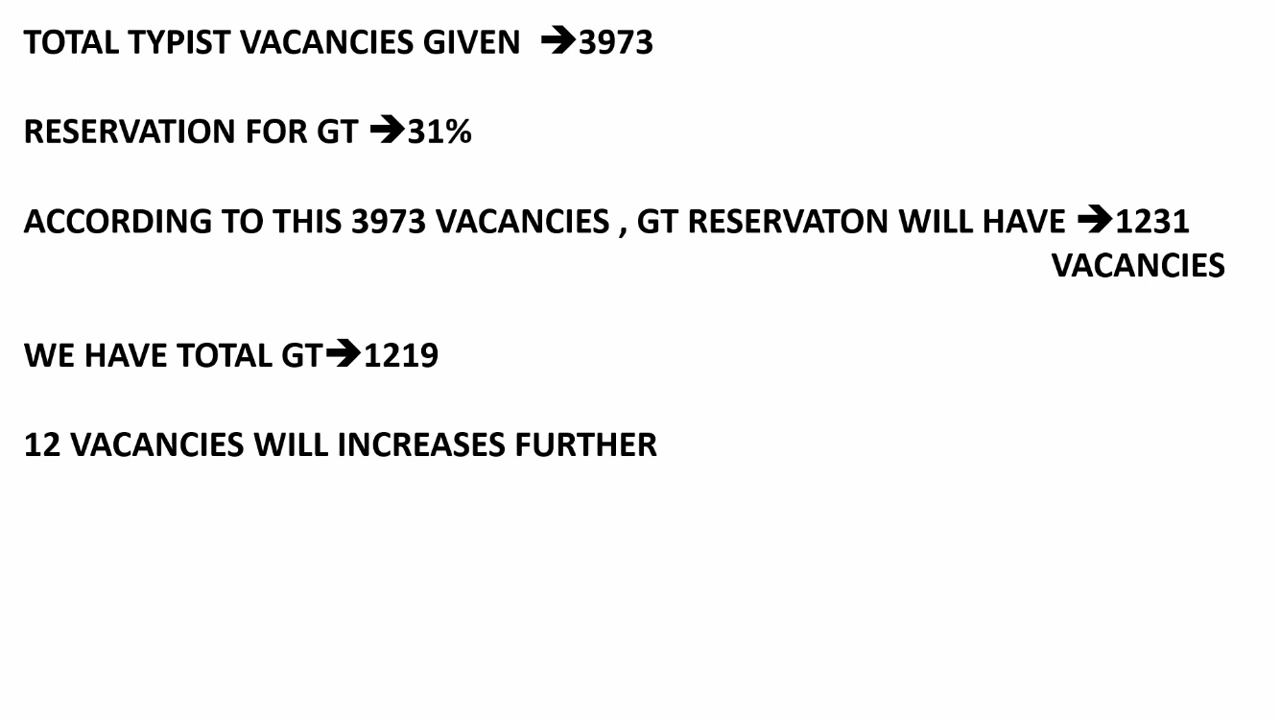 TOTAL TYPIST VACANCIES GIVEN ➔3973
RESERVATION FOR GT ➔31%
ACCORDING TO THIS 3973 VACANCIES , GT RESERVATON WILL HAVE ➔1231
VACANCIES
WE HAVE TOTAL GT➔1219
12 VACANCIES WILL INCREASES FURTHER